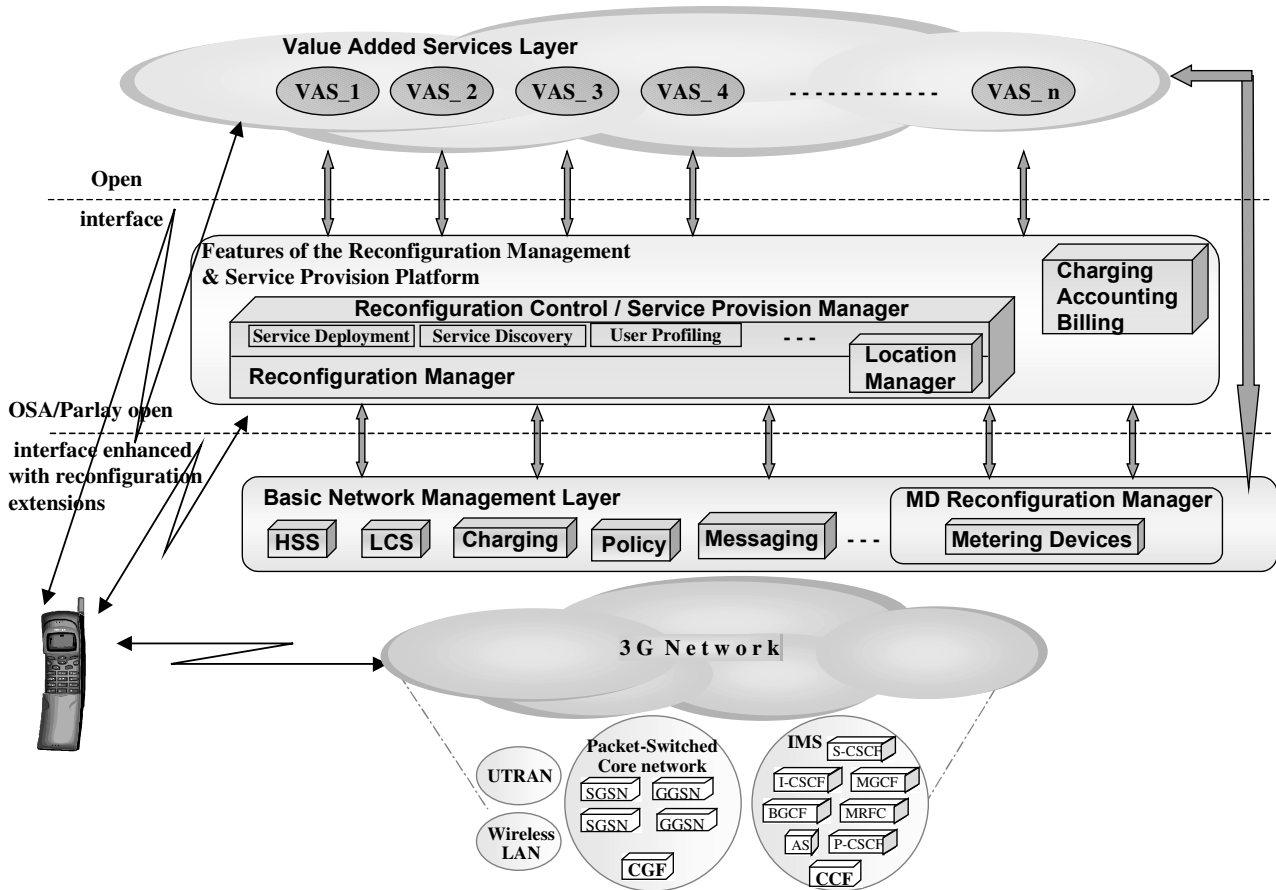 Value Added Services Layer
VAS_1
VAS_ 2
VAS_ 3
VAS_ 4
- - - - - - - - - - - -
VAS_ n
Open
interface
Features of the Reconfiguration Management
& Service Provision Platform
Charging
Accounting
Billing
Reconfiguration Control / Service Provision Manager
Service Deployment
Service Discovery
User Profiling
- - -
Location
Manager
Reconfiguration Manager
OSA/Parlay open
interface enhanced
with reconfiguration
extensions
Basic Network Management Layer
MD Reconfiguration Manager
HSS
LCS
Charging
Policy
Messaging
- - -
Metering Devices
3G Network
UTRAN
Wireless
LAN
Packet-Switched
Core network
SGSN
GGSN
SGSN
GGSN
CGF
IMS
S-CSCF
I-CSCF
MGCF
BGCF
MRFC
AS
P-CSCF
CCF